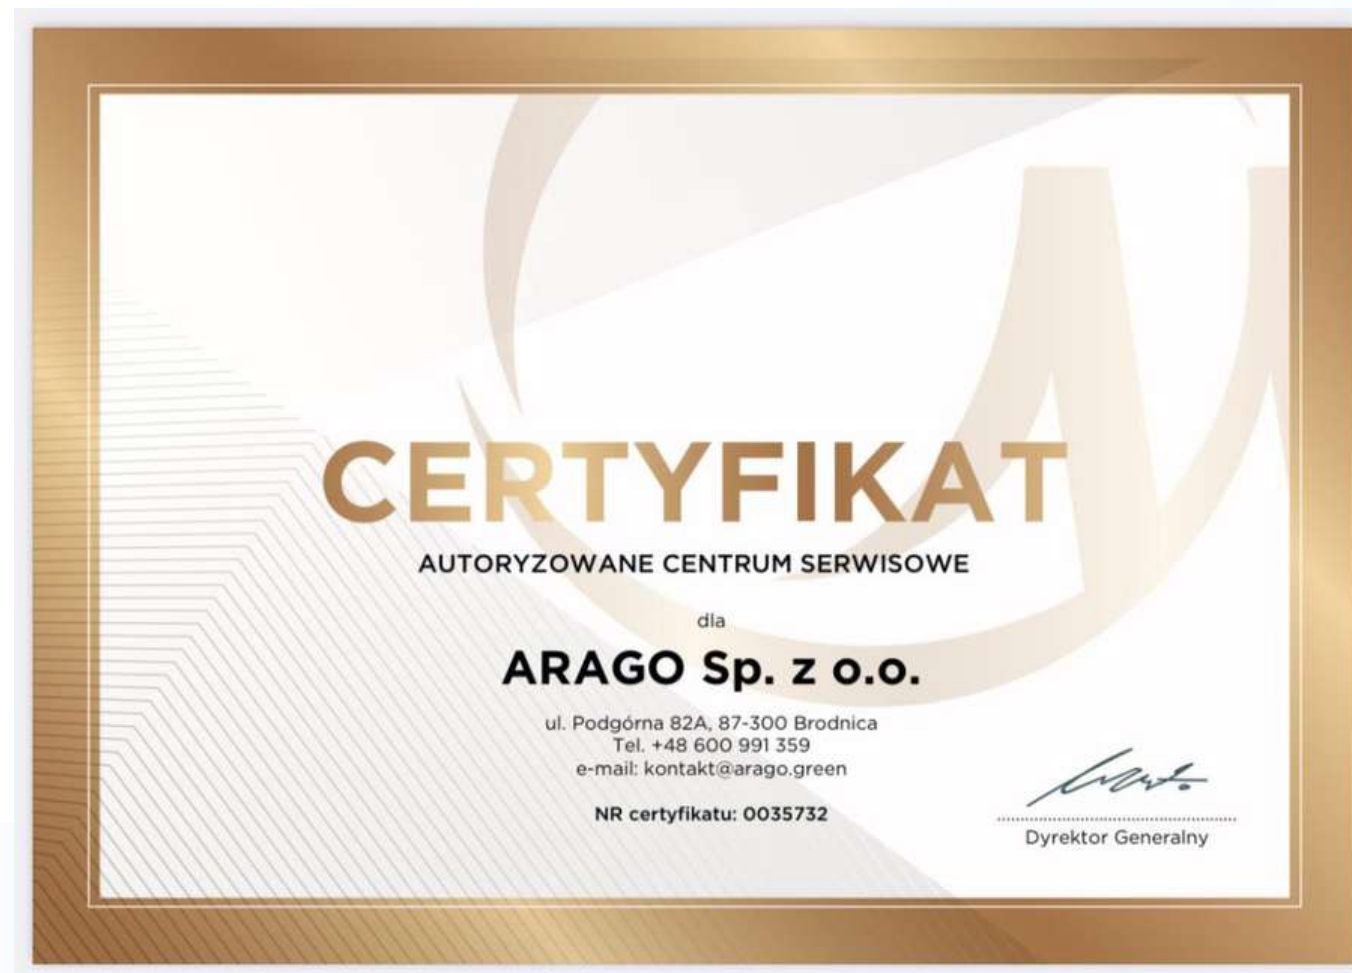 CERTYFIKAT
AUTORYZOWANE CENTRUM SERWISOWE
dla
ARAGO Sp. z o.o.
ul. Podgórna 82A, 87-300 Brodnica
Tel. +48 600 991 359
e-mail: kontakt@arago.green
NR certyfikatu: 0035732
Dyrektor Generalny